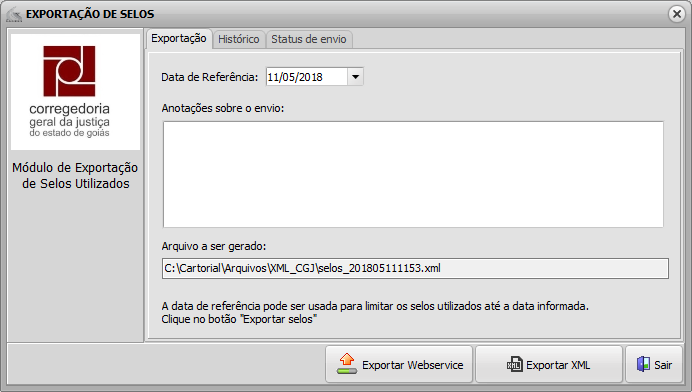 EXPORTAÇÃO DE SELOS
corregedoria
geral da justiça
do estado de goiás
Módulo de Exportação
de Selos Utilizados
Exportação
Histórico
Status de envio
Data de Referência: 11/05/2018
Anotações sobre o envio:
Arquivo a ser gerado:
C:\Cartorial\Arquivos\XML_CGJ\selos_201805111153.xml
A data de referência pode ser usada para limitar os selos utilizados até a data informada.
Clique no botão "Exportar selos"
Exportar Webservice
XML Exportar XML
Sair